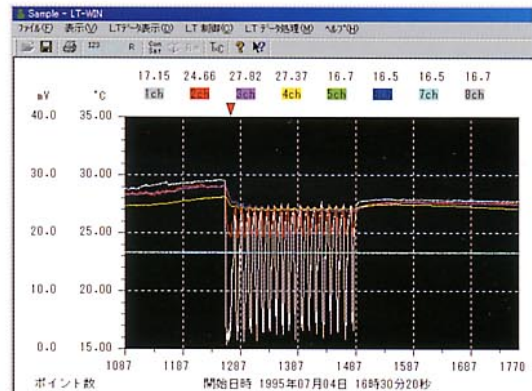 Sample - LT-WIN
ファイル(F) 表示(V) LTデータ表示(D) LT 制御(C) LT データ処理(M) ヘルプ(H)
123 R Con Set T=C ?
17.15 24.66 27.82 27.37 16.7 16.5 16.5 16.7
1ch 2ch 3ch 4ch 5ch 6ch 7ch 8ch
mV °C
40.0 35.00
30.0 30.00
20.0 25.00
10.0 20.00
0.0 15.00
1087 1187 1287 1387 1487 1587 1687 1770
ポイント数 開始日時 1995年07月04日 16時30分20秒